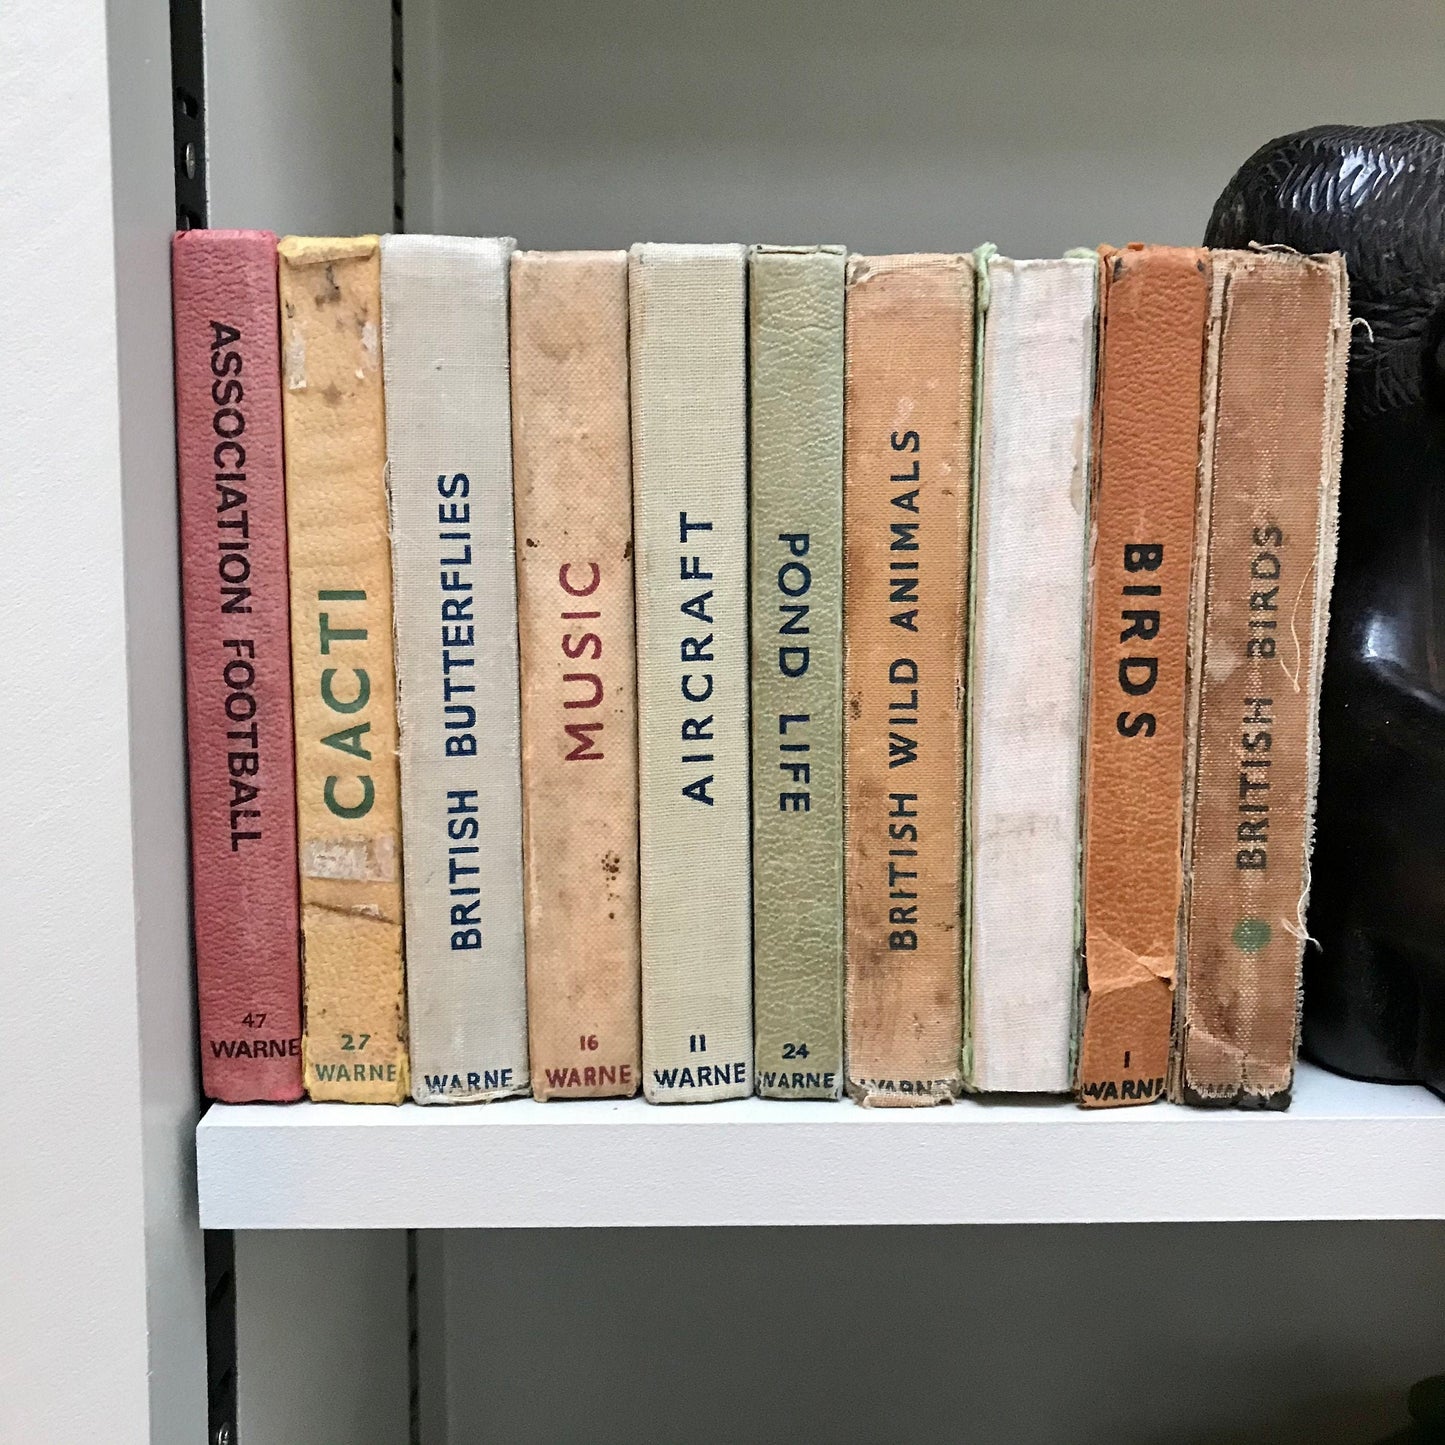 ASSOCIATION FOOTBALL
47
WARNE
CACTI
27
WARNE
BRITISH BUTTERFLIES
WARNE
MUSIC
16
WARNE
AIRCRAFT
11
WARNE
POND LIFE
24
WARNE
BRITISH WILD ANIMALS
WARNE
BIRDS
1
WARNE
BRITISH BIRDS